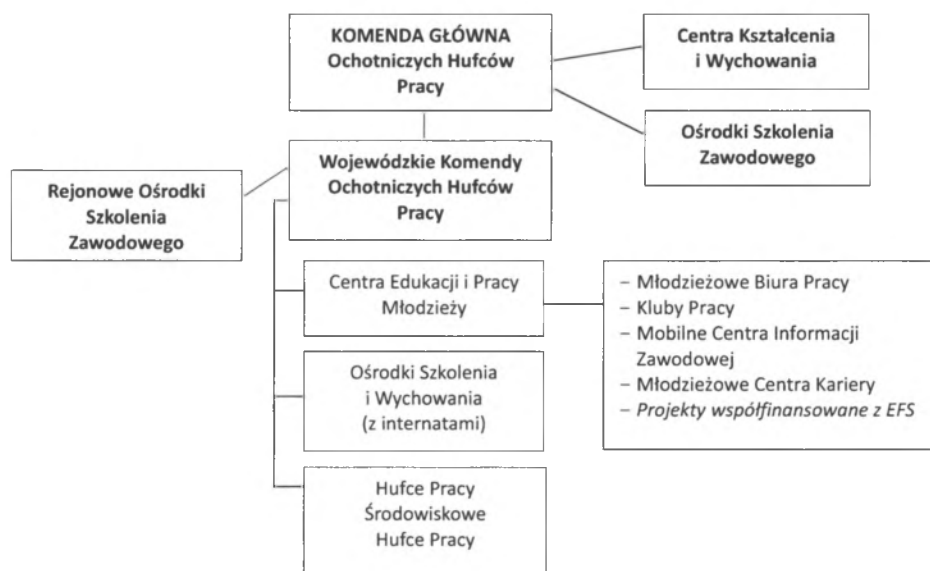 KOMENDA GŁÓWNA
Ochotniczych Hufców
Pracy
Centra Kształcenia
i Wychowania
Ośrodki Szkolenia
Zawodowego
Wojewódzkie Komendy
Ochotniczych Hufców
Pracy
Rejonowe Ośrodki
Szkolenia
Zawodowego
Centra Edukacji i Pracy
Młodzieży
– Młodzieżowe Biura Pracy
– Kluby Pracy
– Mobilne Centra Informacji
Zawodowej
– Młodzieżowe Centra Kariery
– Projekty współfinansowane z EFS
Ośrodki Szkolenia
i Wychowania
(z internatami)
Hufce Pracy
Środowiskowe
Hufce Pracy